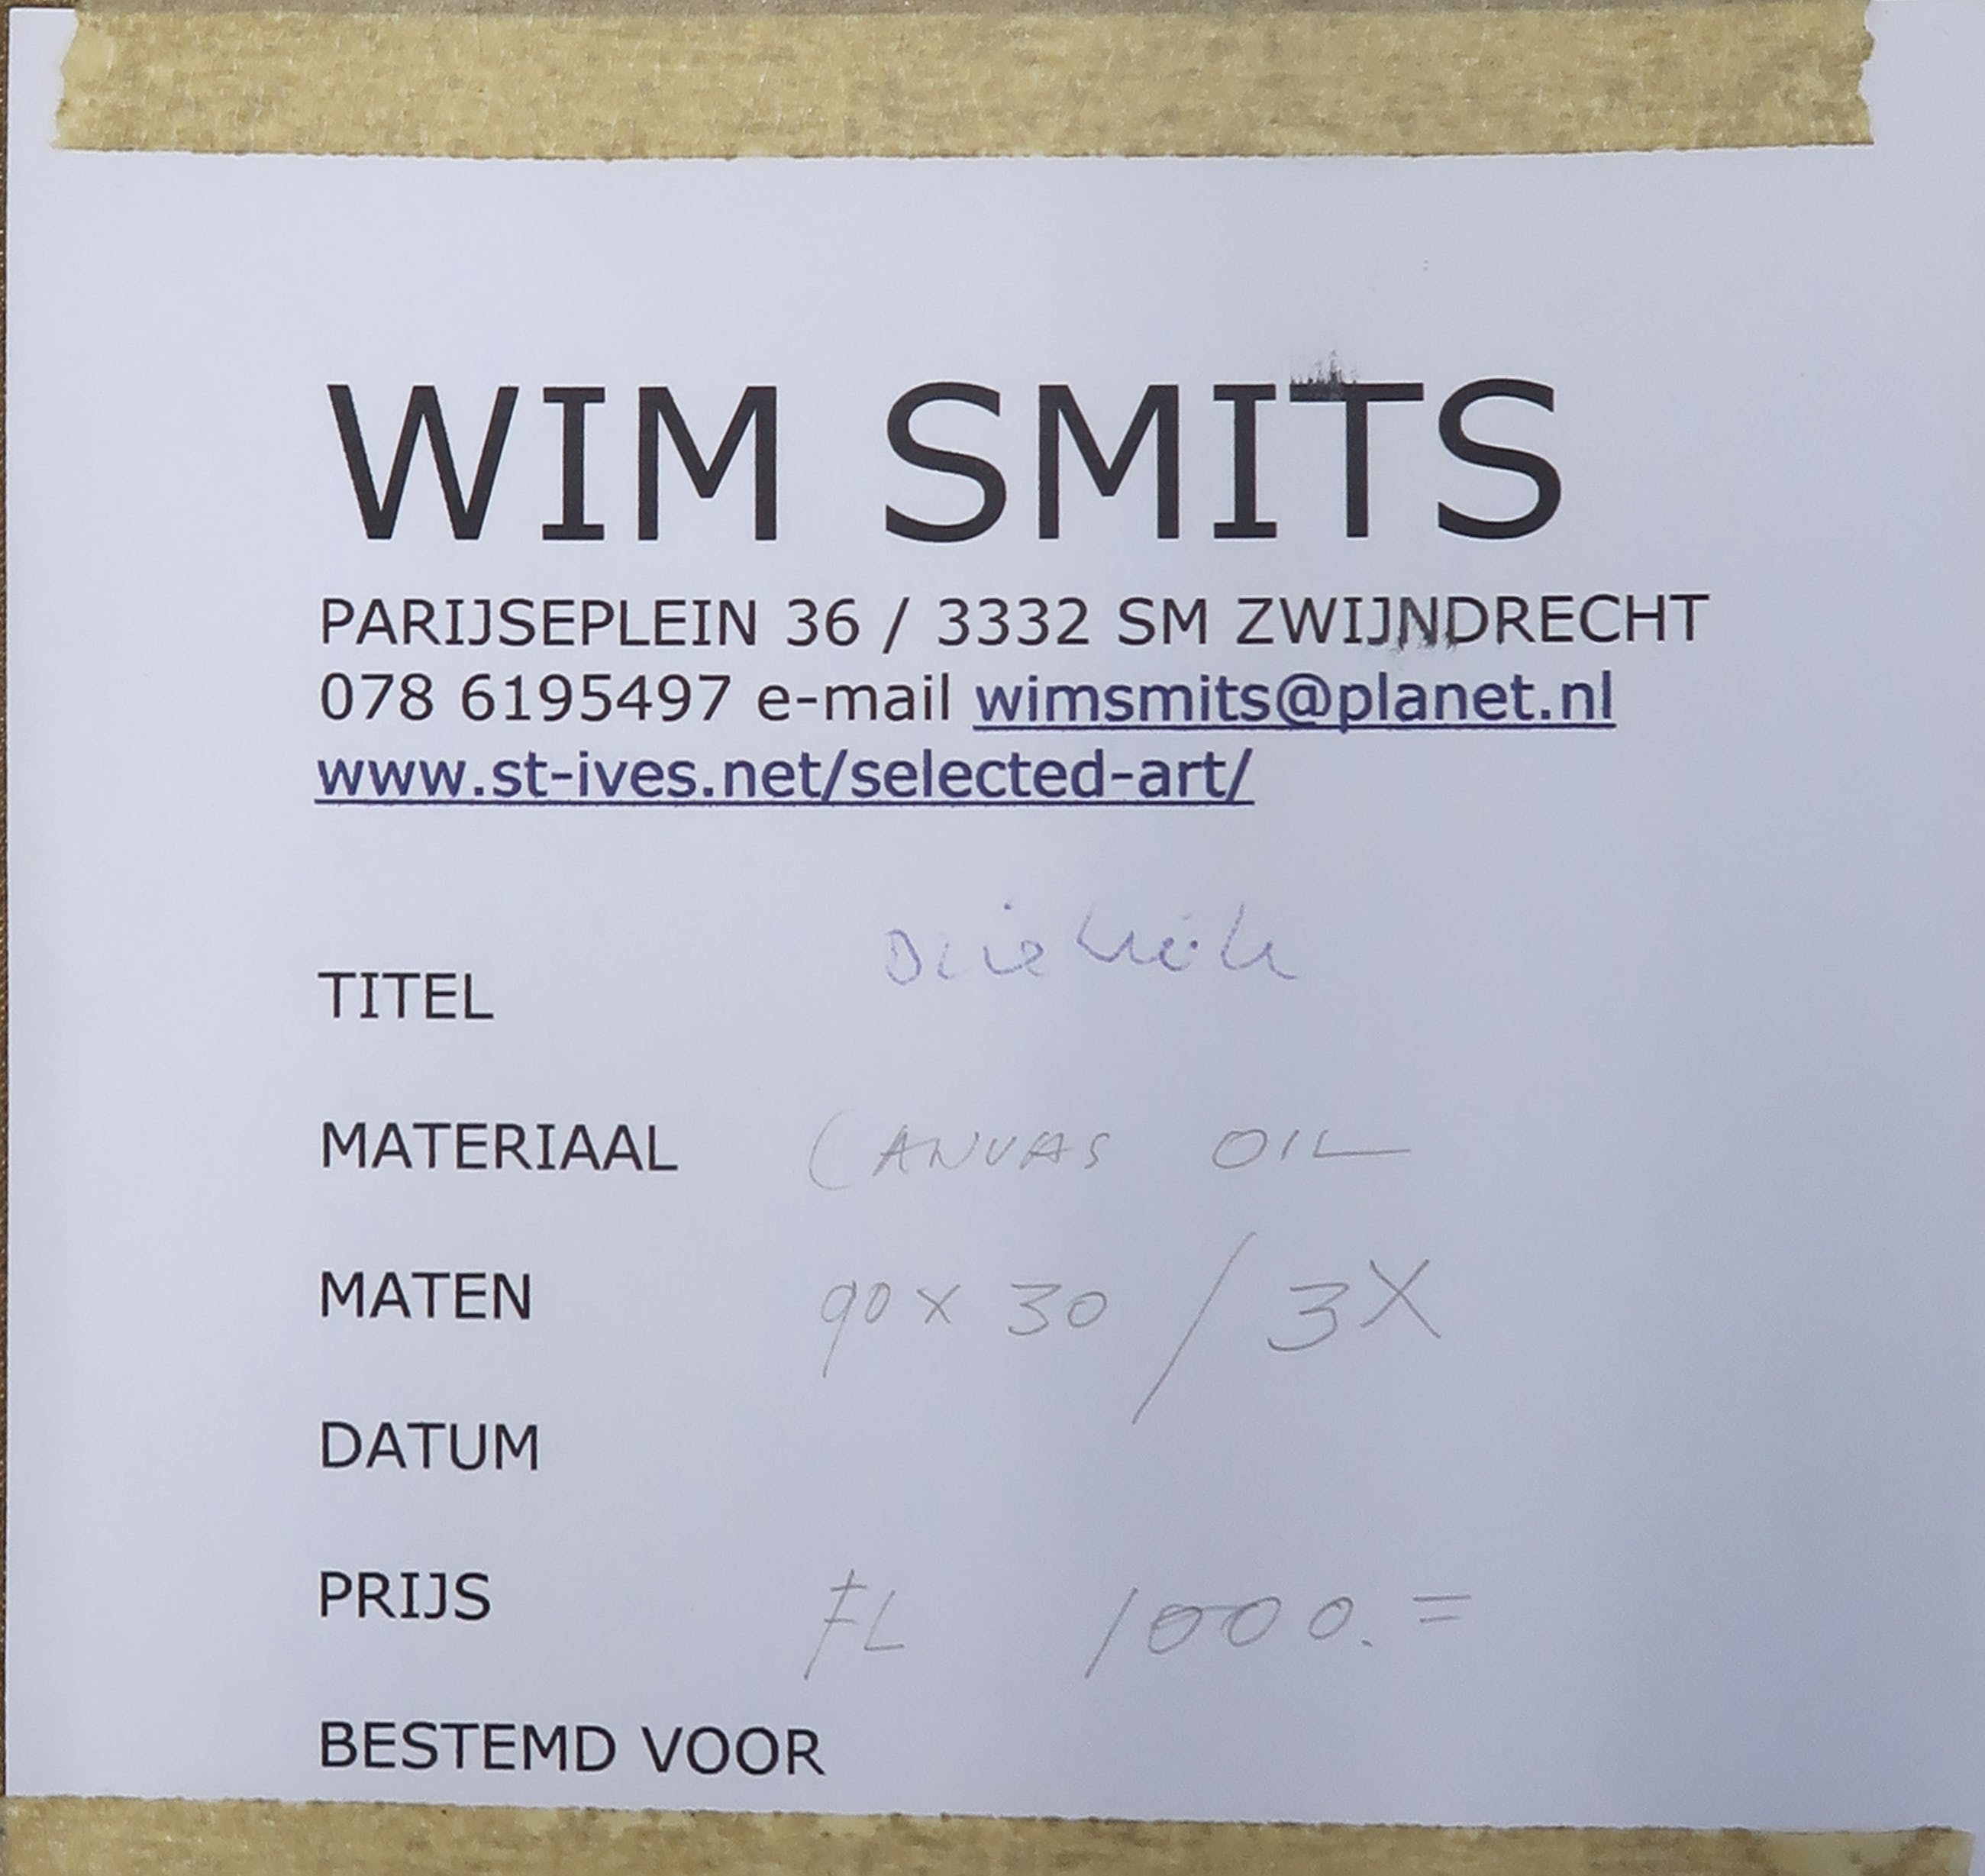 WIM SMITS
PARIJSEPLEIN 36 / 3332 SM ZWIJNDRECHT
078 6195497 e-mail wimsmits@planet.nl
www.st-ives.net/selected-art/
TITEL
MATERIAAL CANVAS OIL
MATEN 90 x 30 / 3X
DATUM
PRIJS FL 1000.=
BESTEMD VOOR